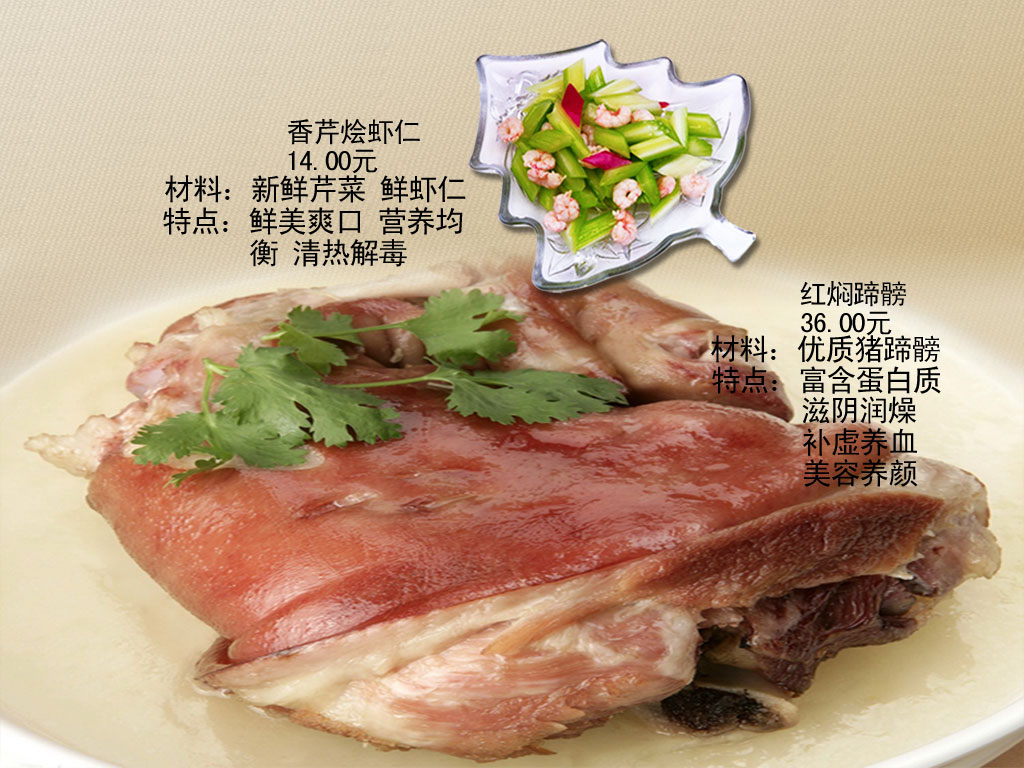 香芹烩虾仁
14.00元
材料：新鲜芹菜 鲜虾仁
特点：鲜美爽口 营养均
衡 清热解毒
红焖蹄髈
36.00元
材料：优质猪蹄髈
特点：富含蛋白质
滋阴润燥
补虚养血
美容养颜